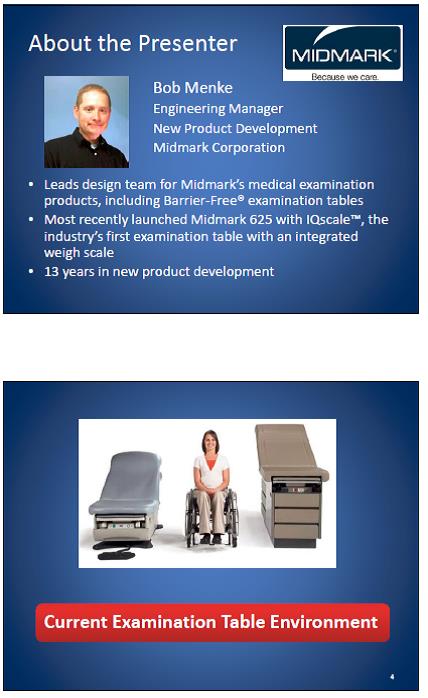 About the Presenter
MIDMARK®
Because we care.
Bob Menke
Engineering Manager
New Product Development
Midmark Corporation
• Leads design team for Midmark's medical examination
products, including Barrier-Free® examination tables
• Most recently launched Midmark 625 with IQscale™, the
industry's first examination table with an integrated
weigh scale
• 13 years in new product development
Current Examination Table Environment
4